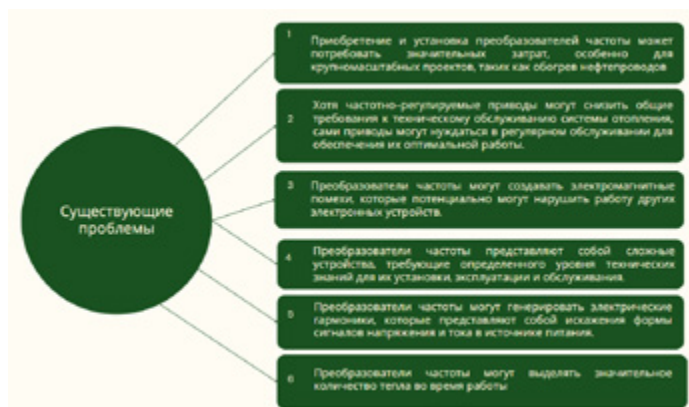 Существующие
проблемы
1
Приобретение и установка преобразователей частоты может
потребовать значительных затрат, особенно для
крупномасштабных проектов, таких как обогрев нефтепроводов
2
Хотя частотно-регулируемые приводы могут снизить общие
требования к техническому обслуживанию системы отопления,
сами приводы могут нуждаться в регулярном обслуживании для
обеспечения их оптимальной работы.
3
Преобразователи частоты могут создавать электромагнитные
помехи, которые потенциально могут нарушить работу других
электронных устройств.
4
Преобразователи частоты представляют собой сложные
устройства, требующие определенного уровня технических
знаний для их установки, эксплуатации и обслуживания.
5
Преобразователи частоты могут генерировать электрические
гармоники, которые представляют собой искажения формы
сигналов напряжения и тока в источнике питания.
6
Преобразователи частоты могут выделять значительное
количество тепла во время работы